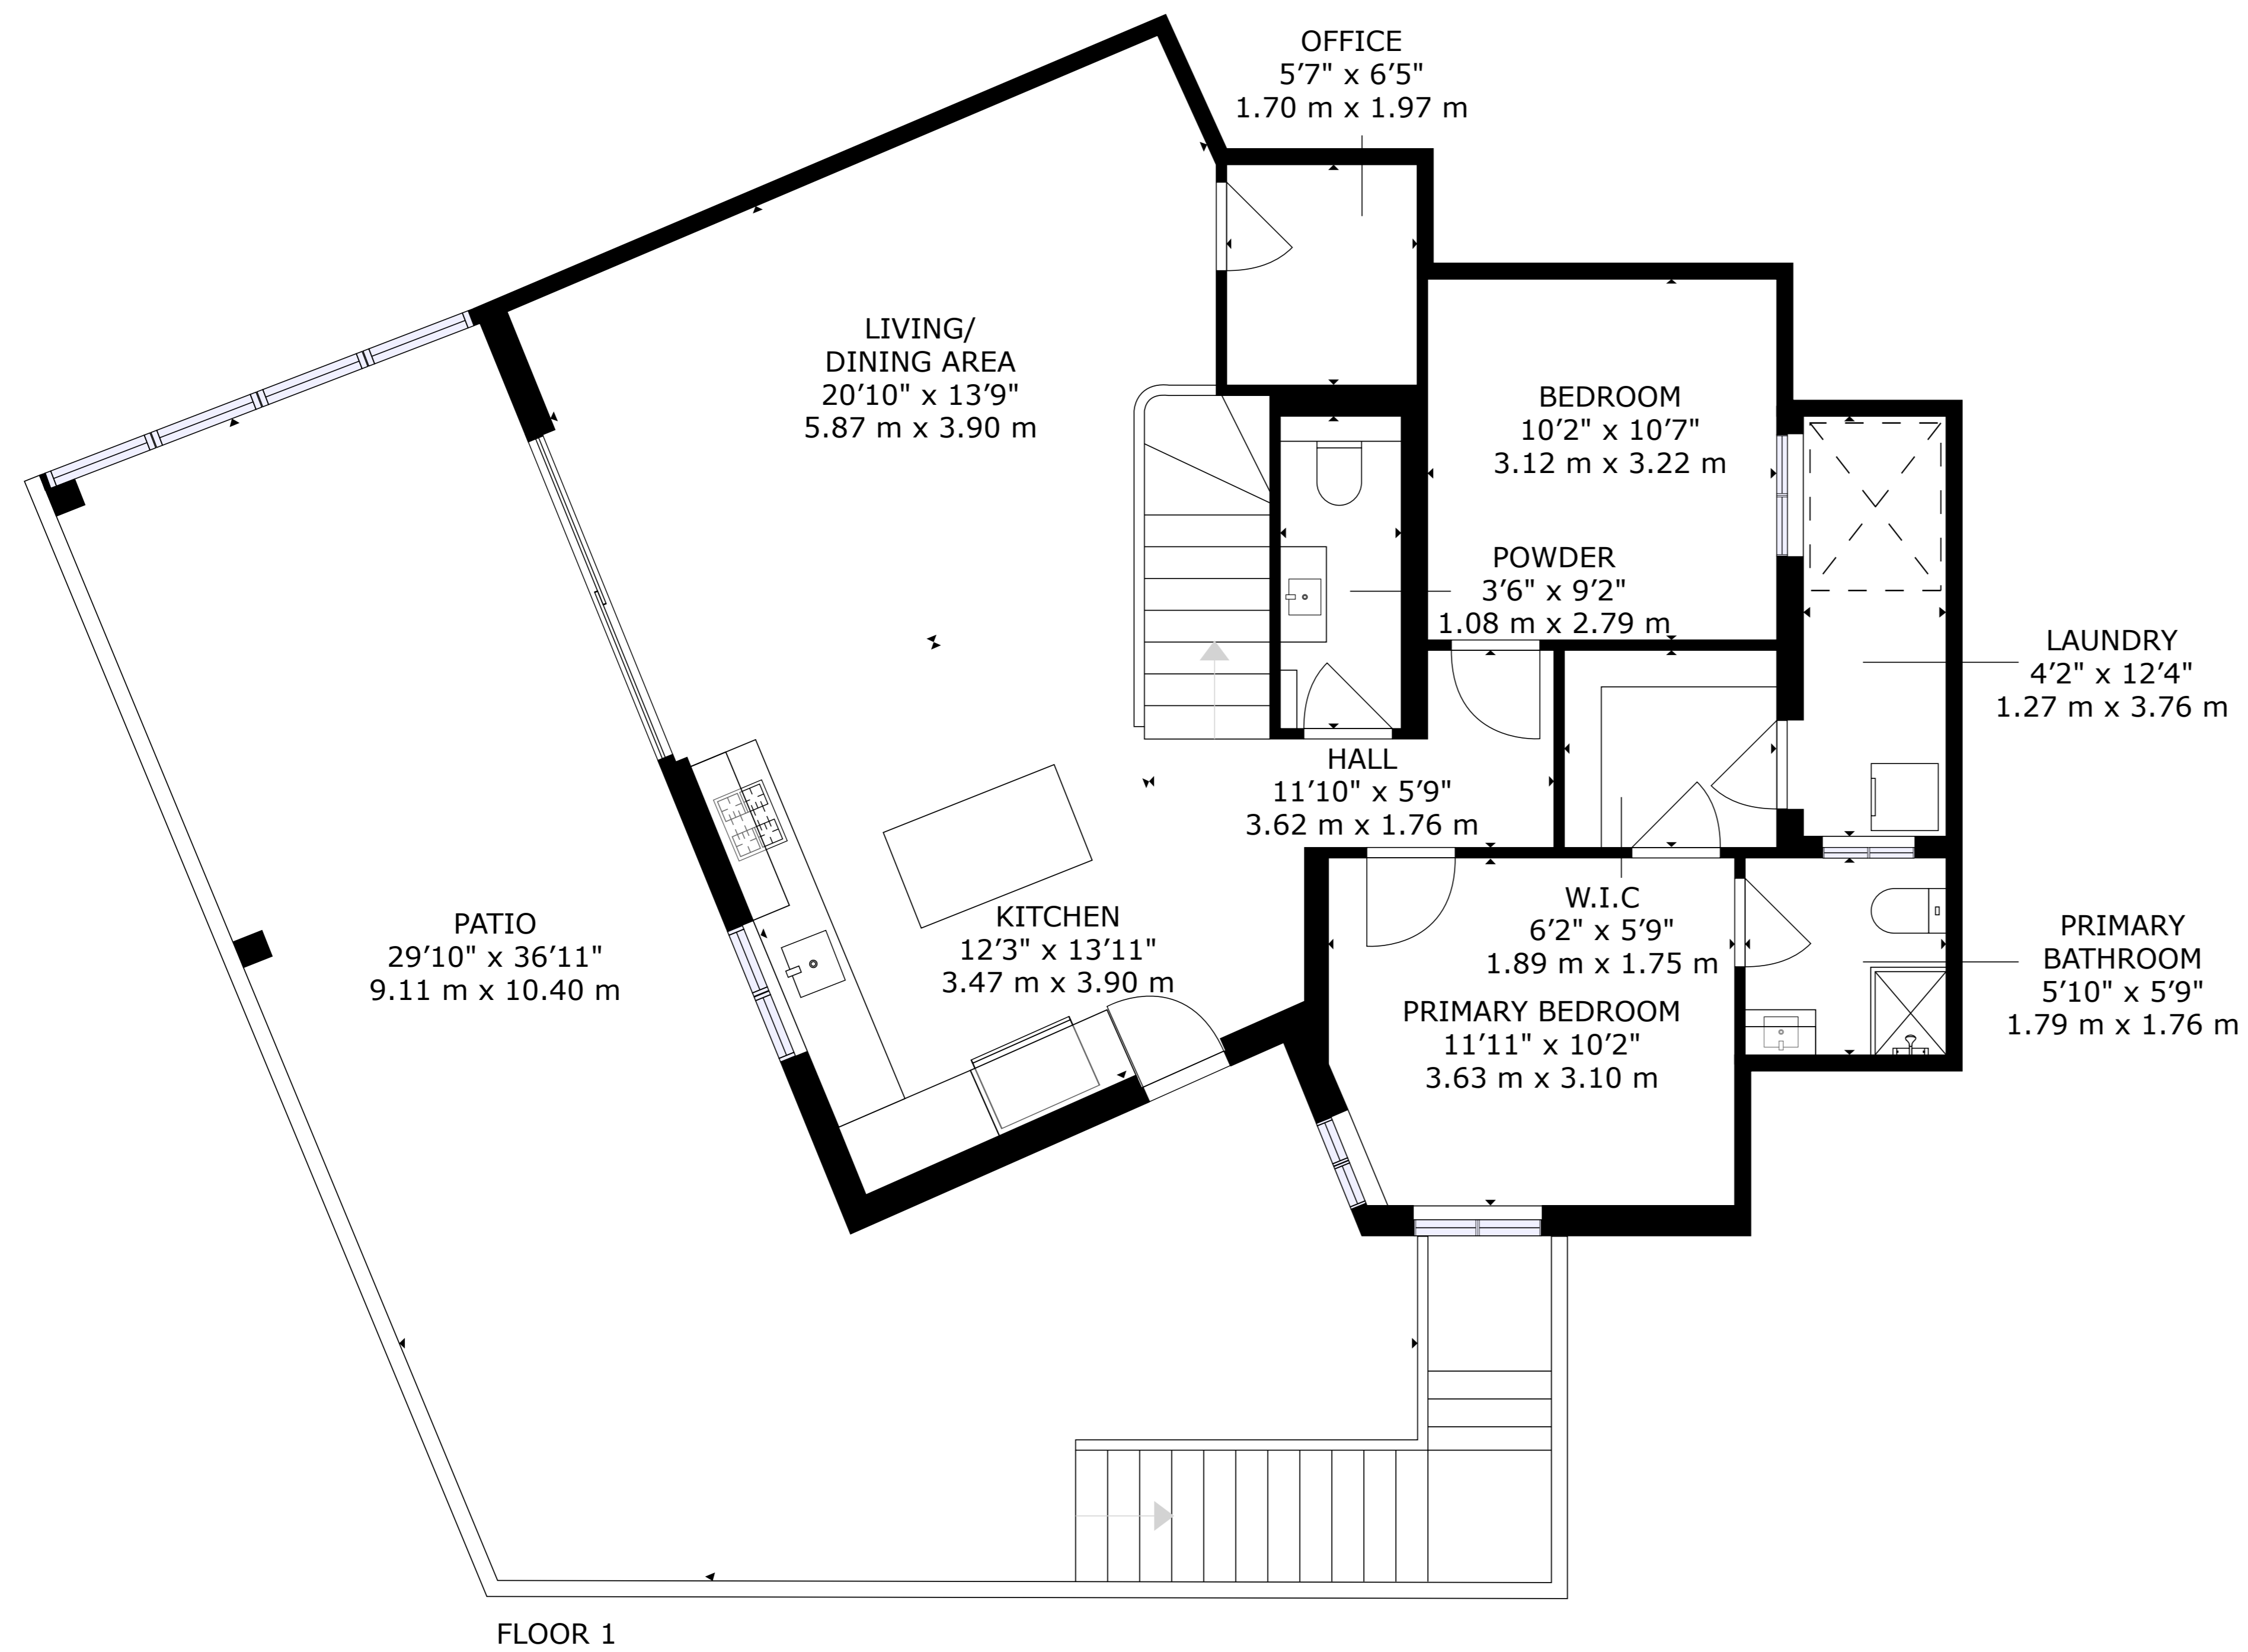 OFFICE
5'7" x 6'5"
1.70 m x 1.97 m
LIVING/
DINING AREA
20'10" x 13'9"
5.87 m x 3.90 m
BEDROOM
10'2" x 10'7"
3.12 m x 3.22 m
POWDER
3'6" x 9'2"
1.08 m x 2.79 m
LAUNDRY
4'2" x 12'4"
1.27 m x 3.76 m
HALL
11'10" x 5'9"
3.62 m x 1.76 m
PATIO
29'10" x 36'11"
9.11 m x 10.40 m
KITCHEN
12'3" x 13'11"
3.47 m x 3.90 m
W.I.C
6'2" x 5'9"
1.89 m x 1.75 m
PRIMARY
BATHROOM
5'10" x 5'9"
1.79 m x 1.76 m
PRIMARY BEDROOM
11'11" x 10'2"
3.63 m x 3.10 m
FLOOR 1